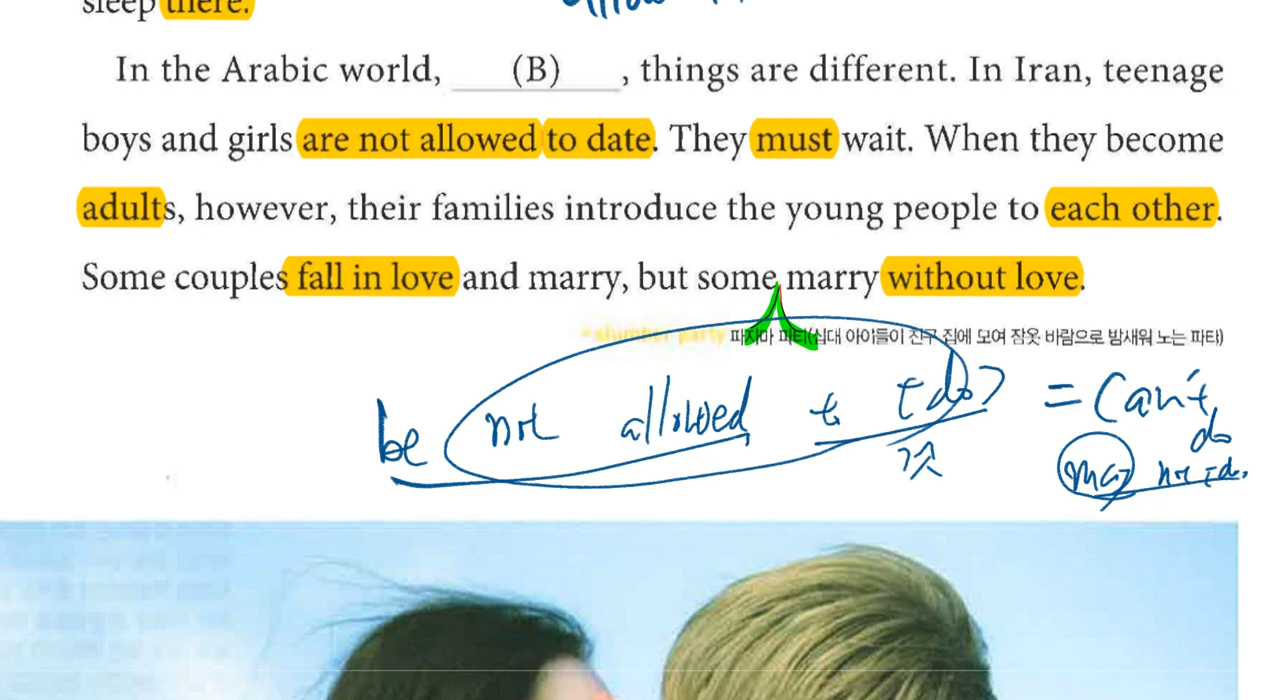 sleep there.
In the Arabic world, (B) , things are different. In Iran, teenage
boys and girls are not allowed to date. They must wait. When they become
adults, however, their families introduce the young people to each other.
Some couples fall in love and marry, but some marry without love.
*slumber party 파자마 파티(십대 아이들이 친구 집에 모여 잠옷 바람으로 밤새워 노는 파티)
be not allowed to = can't
do
may not